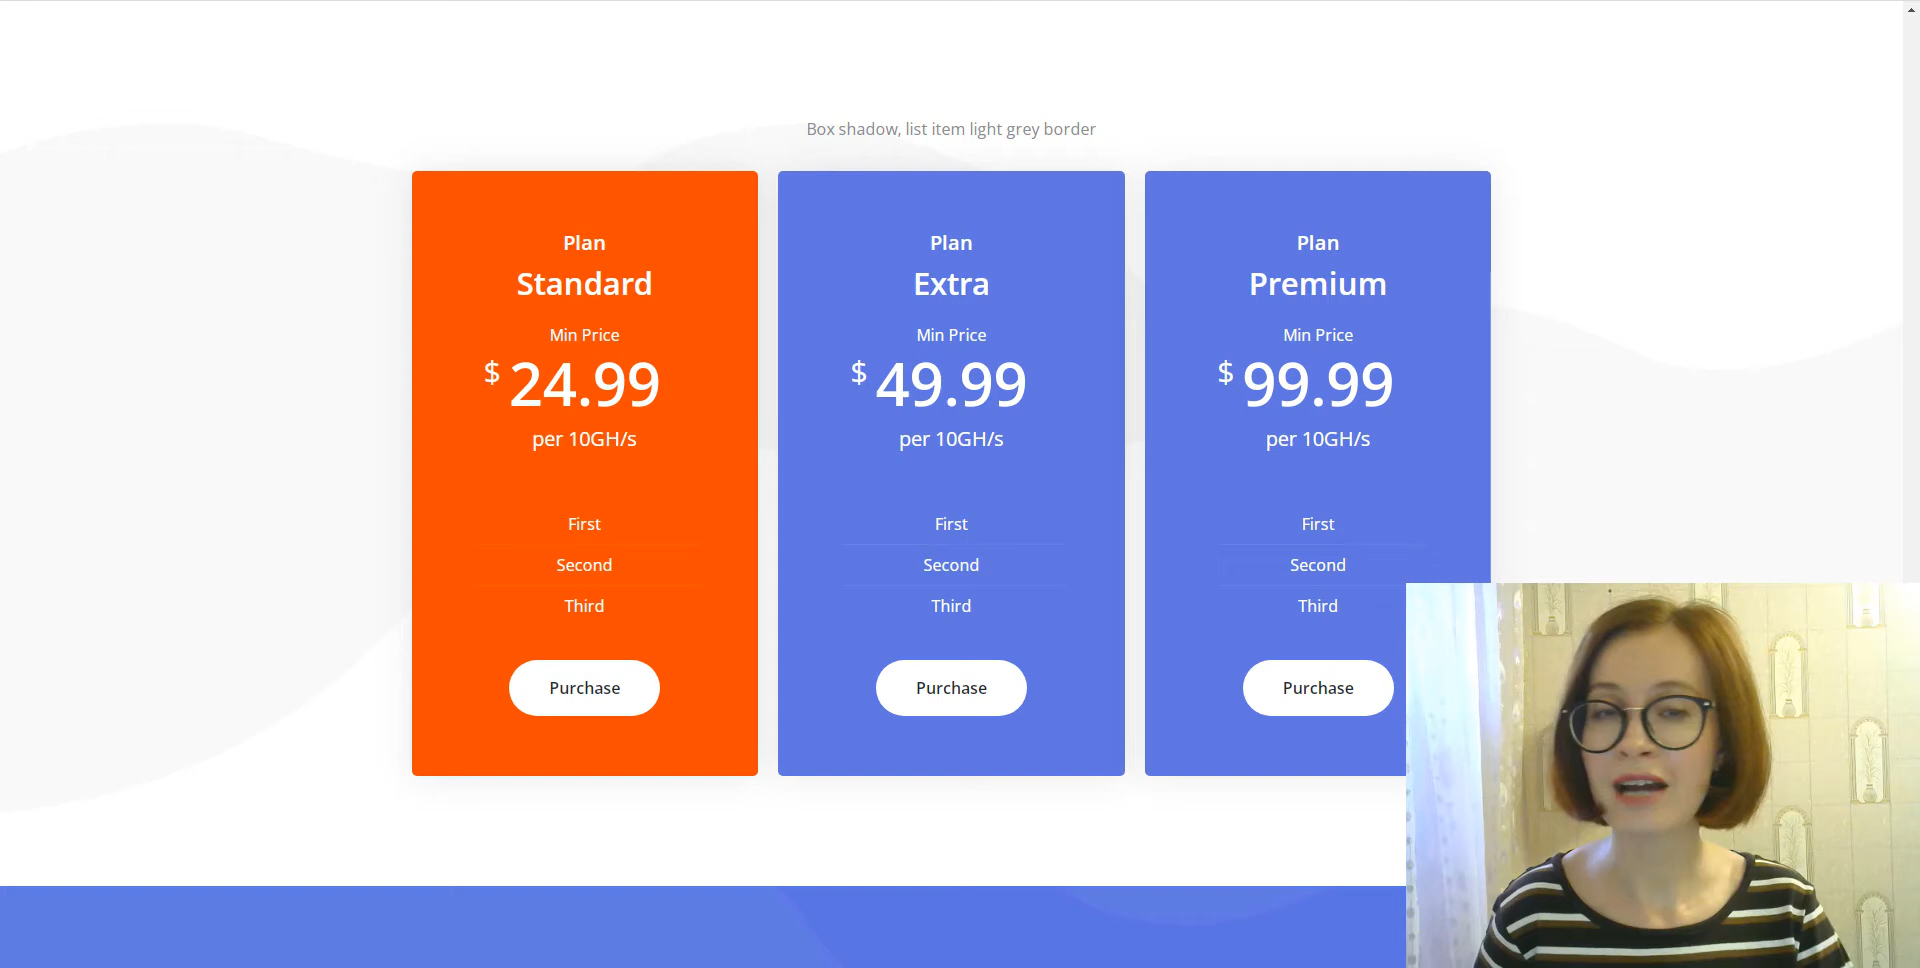 Box shadow, list item light grey border
Plan
Standard
Min Price
$ 24.99
per 10GH/s
First
Second
Third
Purchase
Plan
Extra
Min Price
$ 49.99
per 10GH/s
First
Second
Third
Purchase
Plan
Premium
Min Price
$ 99.99
per 10GH/s
First
Second
Third
Purchase